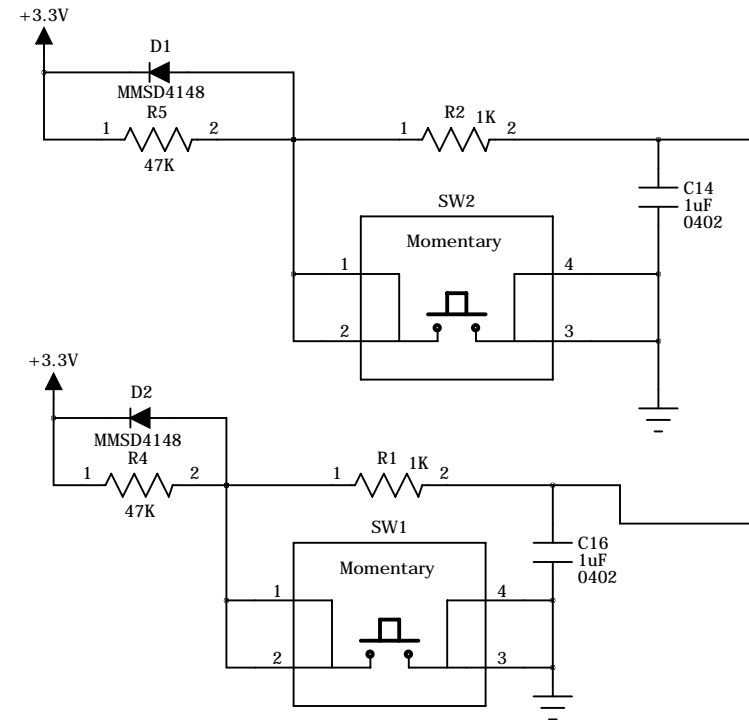 +3.3V
D1
MMSD4148
R5
1 2
47K
R2 1K
1 2
C14
1uF
0402
SW2
Momentary
1 4
2 3
+3.3V
D2
MMSD4148
R4
1 2
47K
R1 1K
1 2
C16
1uF
0402
SW1
Momentary
1 4
2 3